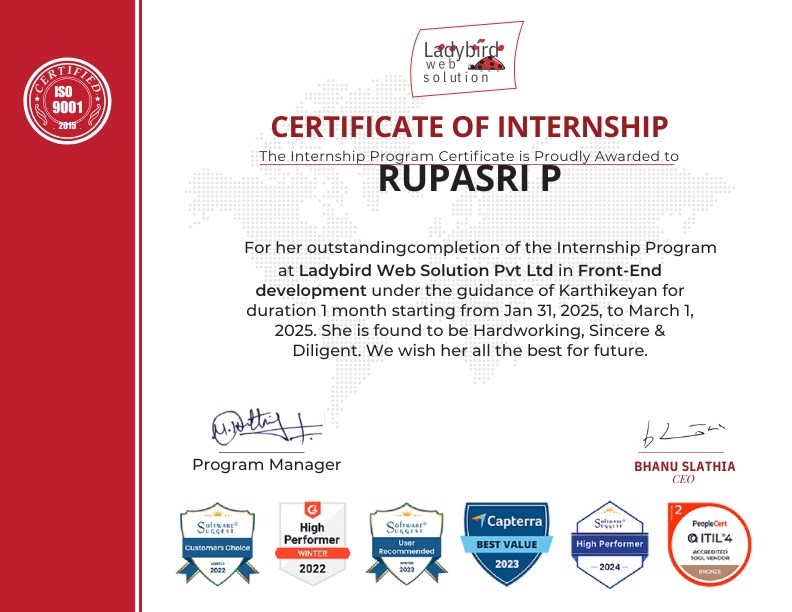 Ladybird
web
solution
CERTIFIED
ISO
9001
2015
CERTIFICATE OF INTERNSHIP
The Internship Program Certificate is Proudly Awarded to
RUPASRI P
For her outstandingcompletion of the Internship Program
at Ladybird Web Solution Pvt Ltd in Front-End
development under the guidance of Karthikeyan for
duration 1 month starting from Jan 31, 2025, to March 1,
2025. She is found to be Hardworking, Sincere &
Diligent. We wish her all the best for future.
Program Manager
BHANU SLATHIA
CEO
Software®
Suggest
Customers Choice
WINTER
2022
G
High
Performer
WINTER
2022
Software®
Suggest
User
Recommended
WINTER
2023
Capterra
BEST VALUE
2023
Software®
Suggest
High Performer
2024
2
PeopleCert
ITIL®4
ACCREDITED
TOOL VENDOR
BRONZE